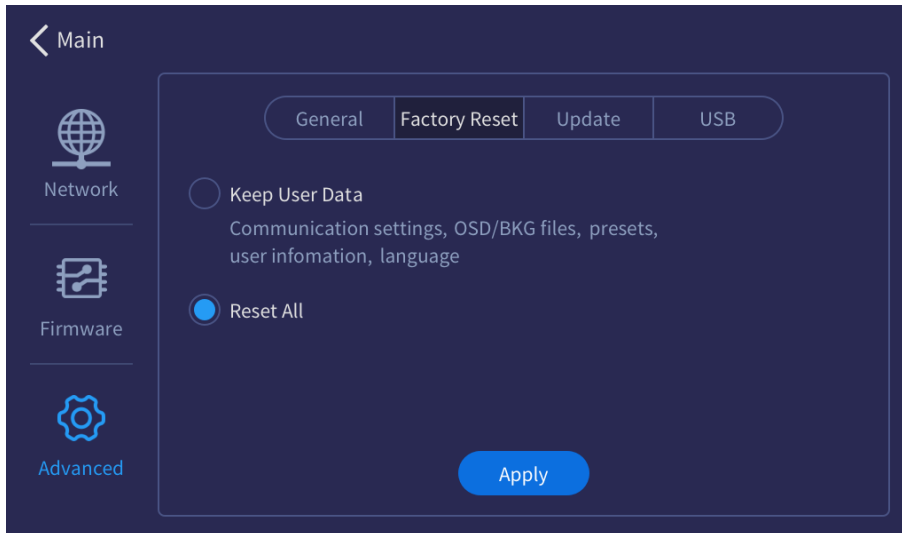 Main
Network
Firmware
Advanced
General Factory Reset Update USB
Keep User Data
Communication settings, OSD/BKG files, presets,
user infomation, language
Reset All
Apply